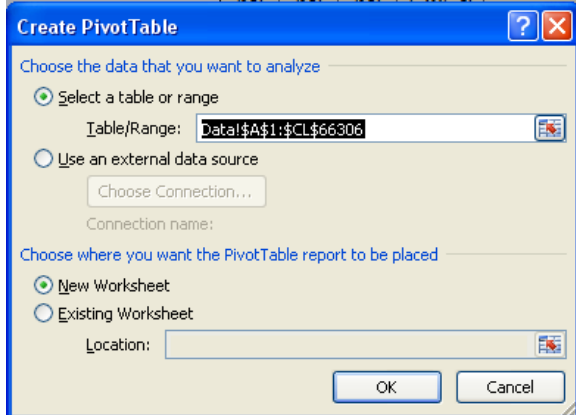 Create PivotTable
Choose the data that you want to analyze
Select a table or range
Table/Range: Data!$A$1:$CL$66306
Use an external data source
Choose Connection...
Connection name:
Choose where you want the PivotTable report to be placed
New Worksheet
Existing Worksheet
Location:
OK Cancel